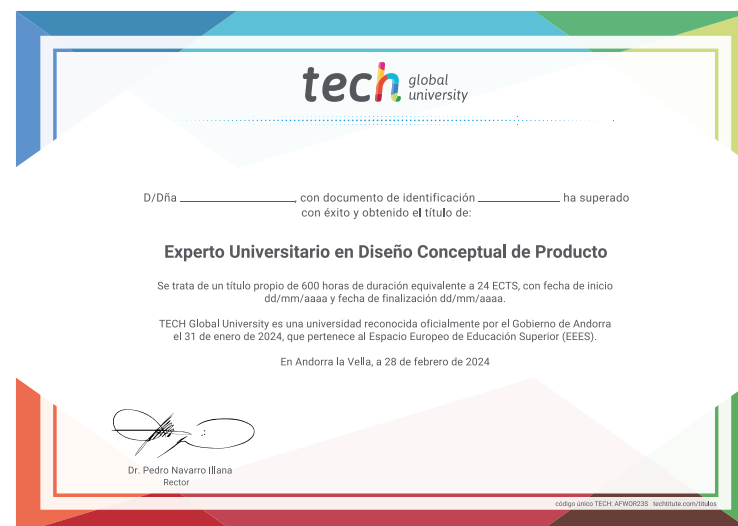 tech global university
D/Dña ____________, con documento de identificación ____________ ha superado
con éxito y obtenido el título de:
Experto Universitario en Diseño Conceptual de Producto
Se trata de un título propio de 600 horas de duración equivalente a 24 ECTS, con fecha de inicio
dd/mm/aaaa y fecha de finalización dd/mm/aaaa.
TECH Global University es una universidad reconocida oficialmente por el Gobierno de Andorra
el 31 de enero de 2024, que pertenece al Espacio Europeo de Educación Superior (EEES).
En Andorra la Vella, a 28 de febrero de 2024
Dr. Pedro Navarro Illana
Rector
código único TECH: AFWOR23S techtitute.com/titulos